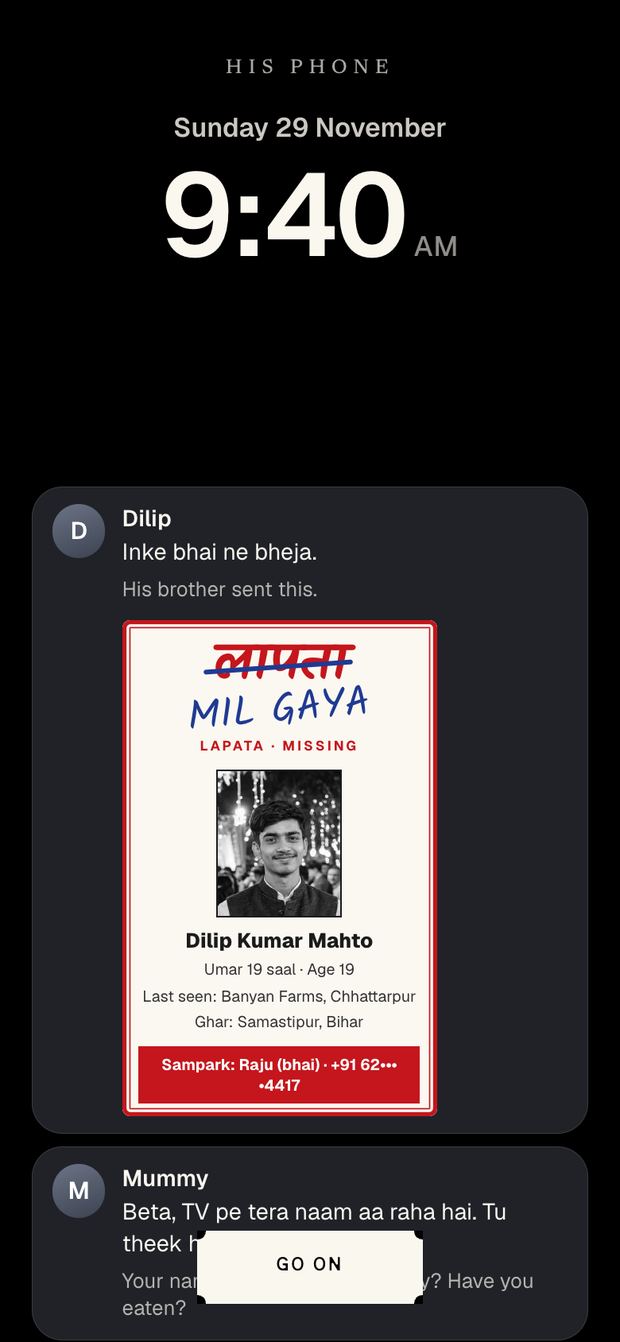 HIS PHONE
Sunday 29 November
9:40 AM
D
Dilip
Inke bhai ne bheja.
His brother sent this.
लापता
MIL GAYA
LAPATA · MISSING
Dilip Kumar Mahto
Umar 19 saal · Age 19
Last seen: Banyan Farms, Chhattarpur
Ghar: Samastipur, Bihar
Sampark: Raju (bhai) · +91 62•••
•4417
M
Mummy
Beta, TV pe tera naam aa raha hai. Tu
theek
GO ON
Your
? Have you
eaten?